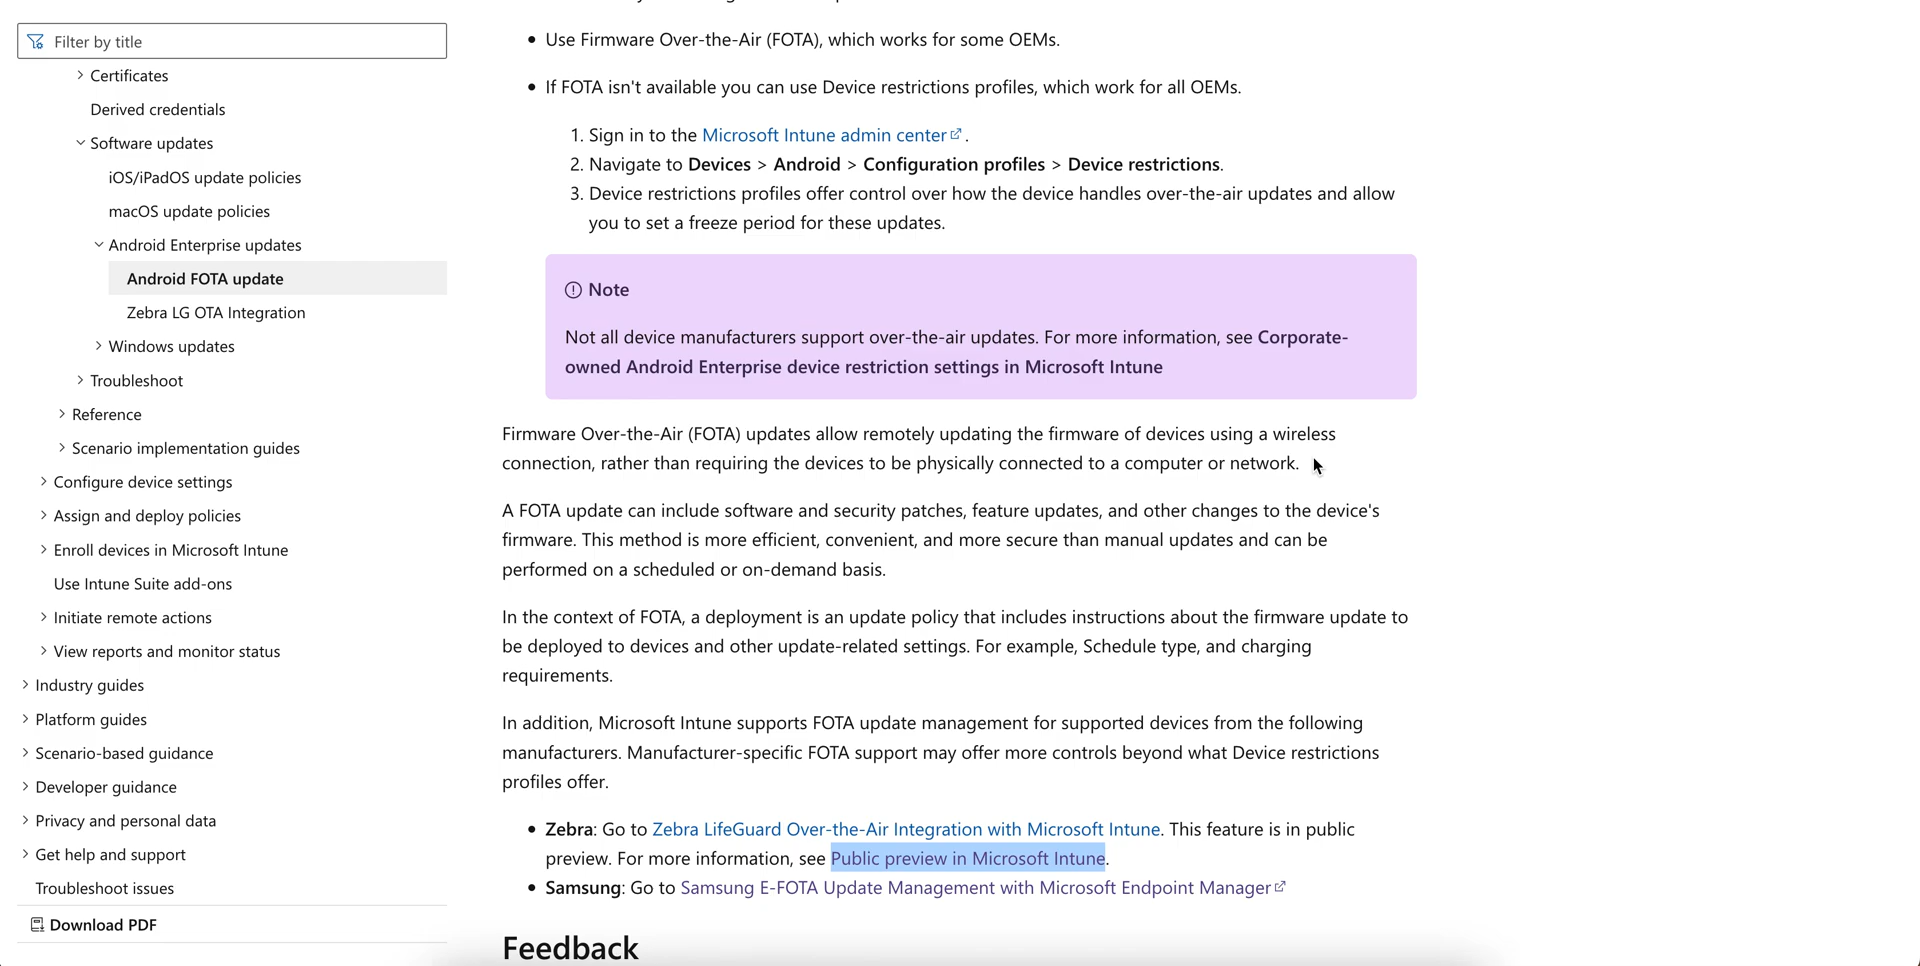 Filter by title
Certificates
Derived credentials
Software updates
iOS/iPadOS update policies
macOS update policies
Android Enterprise updates
Android FOTA update
Zebra LG OTA Integration
Windows updates
Troubleshoot
Reference
Scenario implementation guides
Configure device settings
Assign and deploy policies
Enroll devices in Microsoft Intune
Use Intune Suite add-ons
Initiate remote actions
View reports and monitor status
Industry guides
Platform guides
Scenario-based guidance
Developer guidance
Privacy and personal data
Get help and support
Troubleshoot issues
Download PDF
• Use Firmware Over-the-Air (FOTA), which works for some OEMs.
• If FOTA isn't available you can use Device restrictions profiles, which work for all OEMs.
1. Sign in to the Microsoft Intune admin center .
2. Navigate to Devices > Android > Configuration profiles > Device restrictions.
3. Device restrictions profiles offer control over how the device handles over-the-air updates and allow
you to set a freeze period for these updates.
Note
Not all device manufacturers support over-the-air updates. For more information, see Corporate-
owned Android Enterprise device restriction settings in Microsoft Intune
Firmware Over-the-Air (FOTA) updates allow remotely updating the firmware of devices using a wireless
connection, rather than requiring the devices to be physically connected to a computer or network.
A FOTA update can include software and security patches, feature updates, and other changes to the device's
firmware. This method is more efficient, convenient, and more secure than manual updates and can be
performed on a scheduled or on-demand basis.
In the context of FOTA, a deployment is an update policy that includes instructions about the firmware update to
be deployed to devices and other update-related settings. For example, Schedule type, and charging
requirements.
In addition, Microsoft Intune supports FOTA update management for supported devices from the following
manufacturers. Manufacturer-specific FOTA support may offer more controls beyond what Device restrictions
profiles offer.
• Zebra: Go to Zebra LifeGuard Over-the-Air Integration with Microsoft Intune. This feature is in public
preview. For more information, see Public preview in Microsoft Intune.
• Samsung: Go to Samsung E-FOTA Update Management with Microsoft Endpoint Manager
Feedback